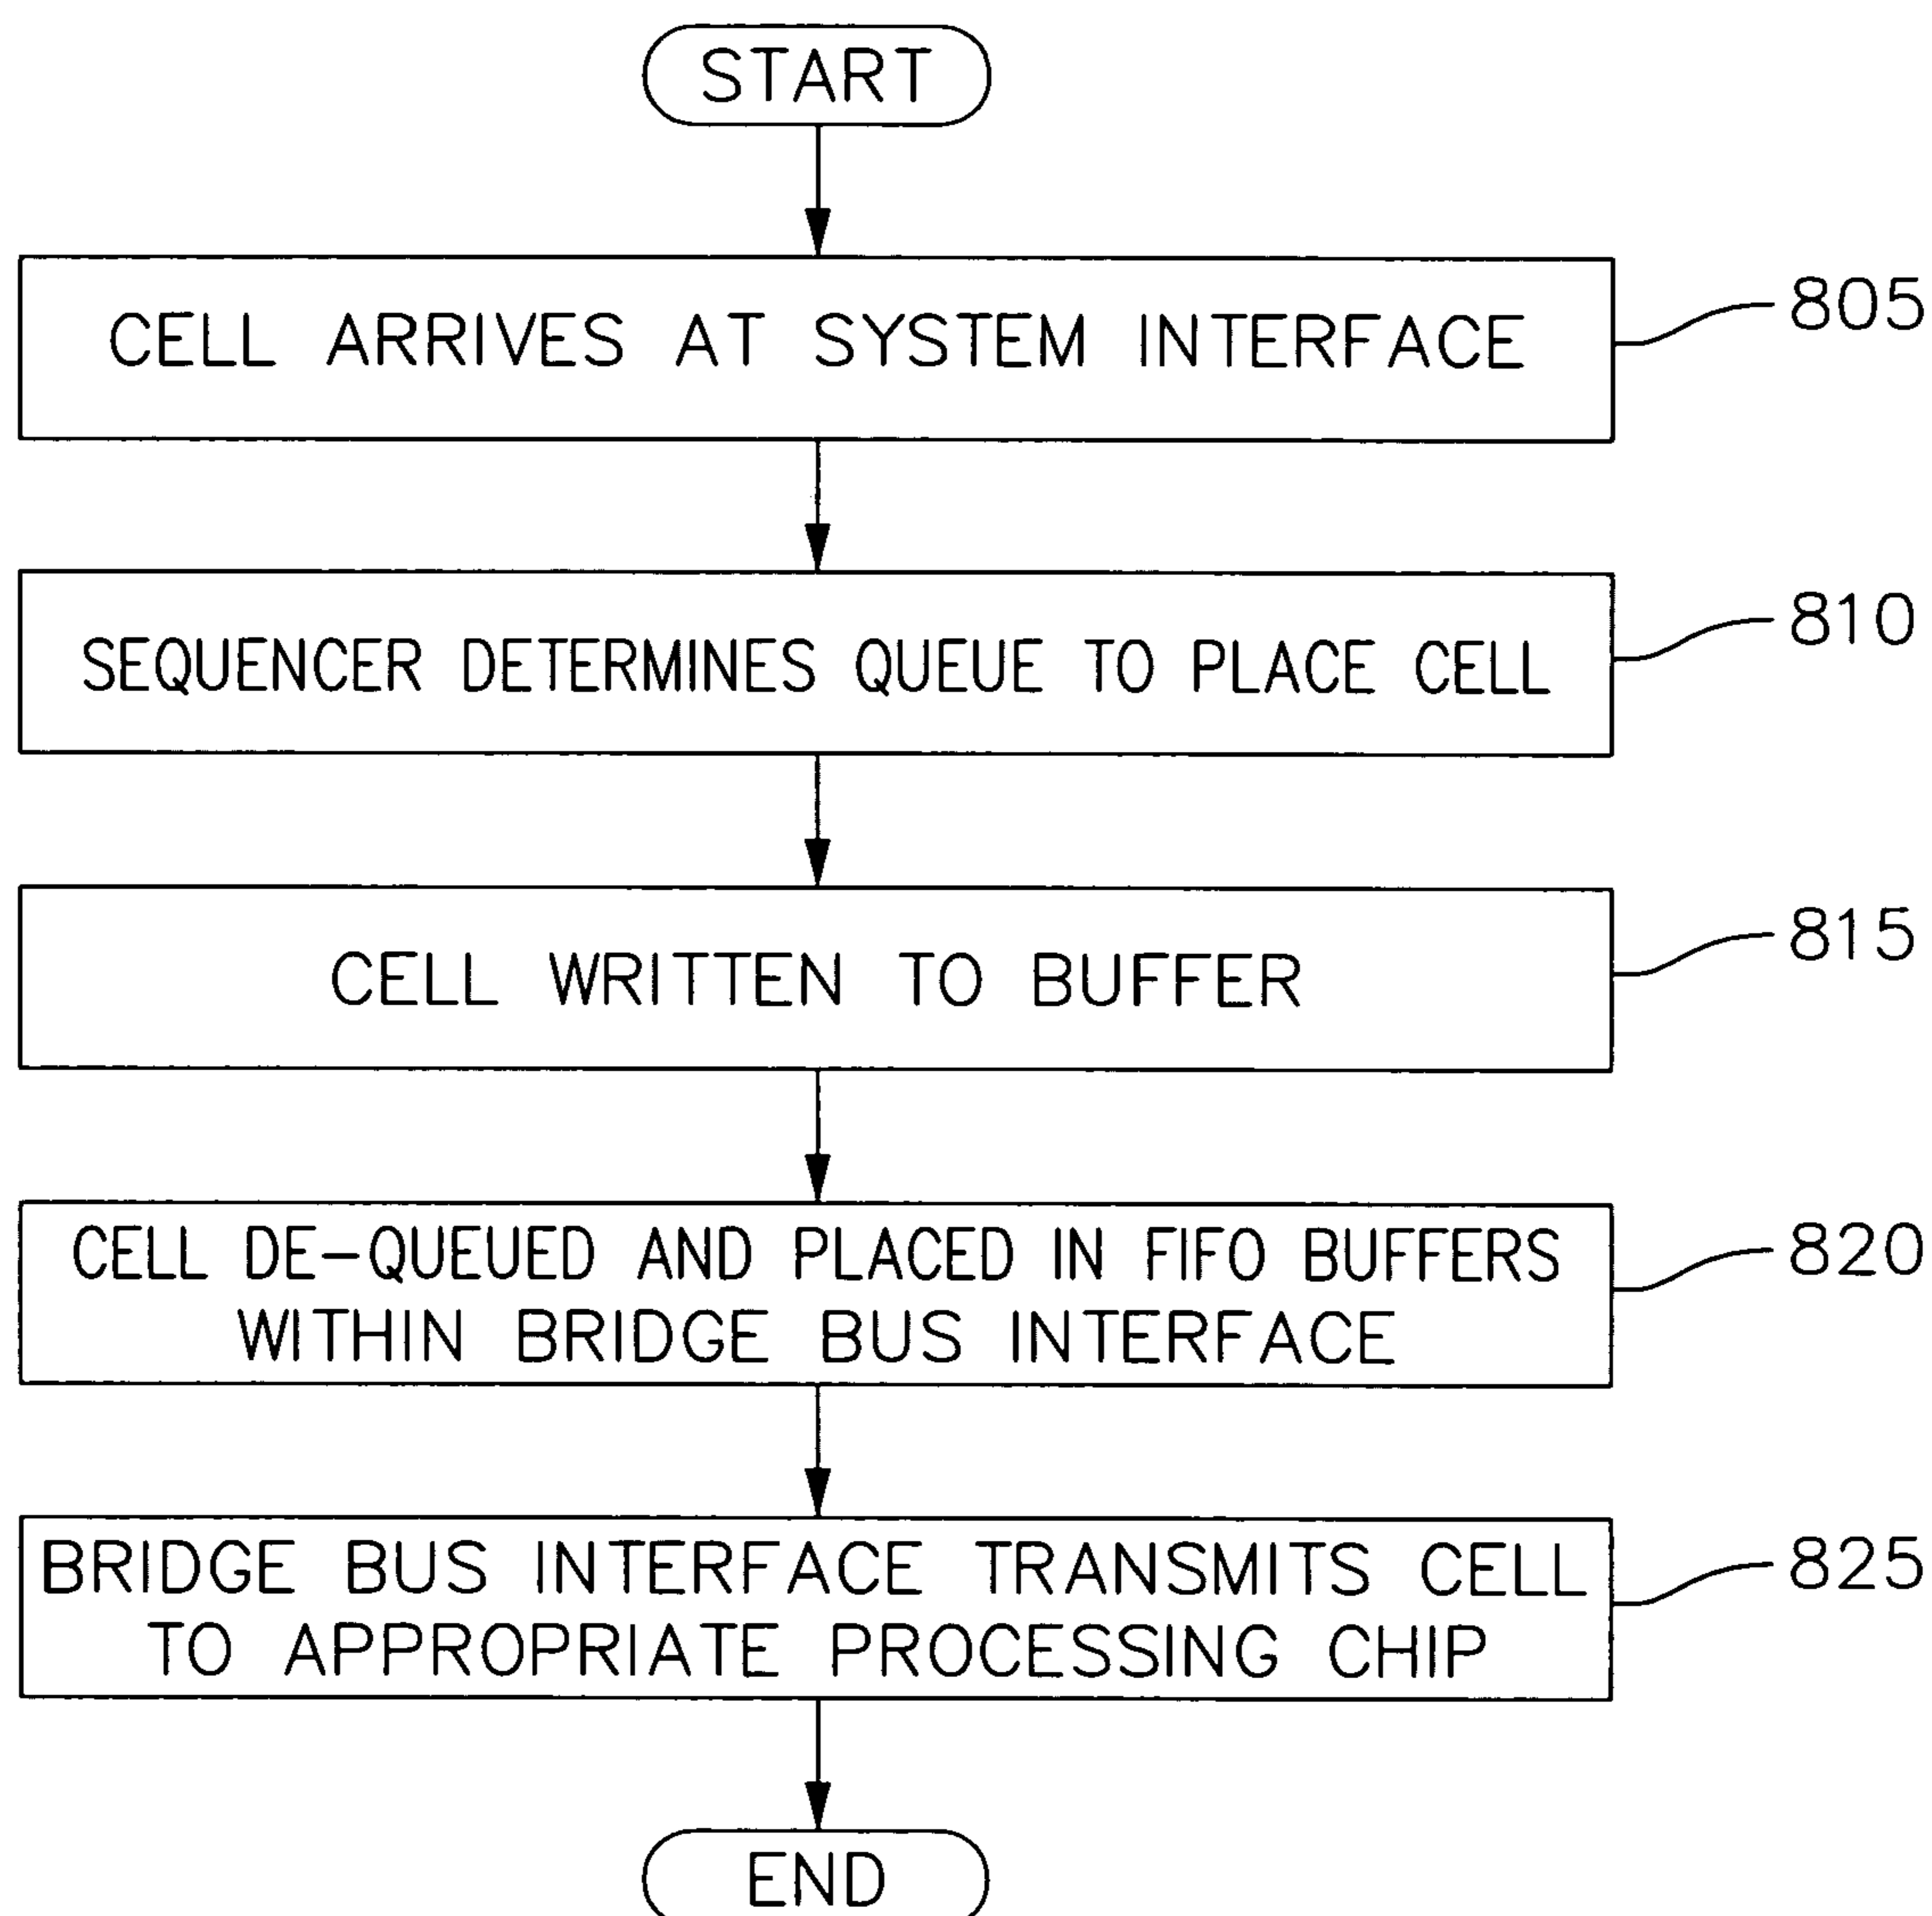 START
CELL ARRIVES AT SYSTEM INTERFACE
805
SEQUENCER DETERMINES QUEUE TO PLACE CELL
810
CELL WRITTEN TO BUFFER
815
CELL DE-QUEUED AND PLACED IN FIFO BUFFERS
WITHIN BRIDGE BUS INTERFACE
820
BRIDGE BUS INTERFACE TRANSMITS CELL
TO APPROPRIATE PROCESSING CHIP
825
END